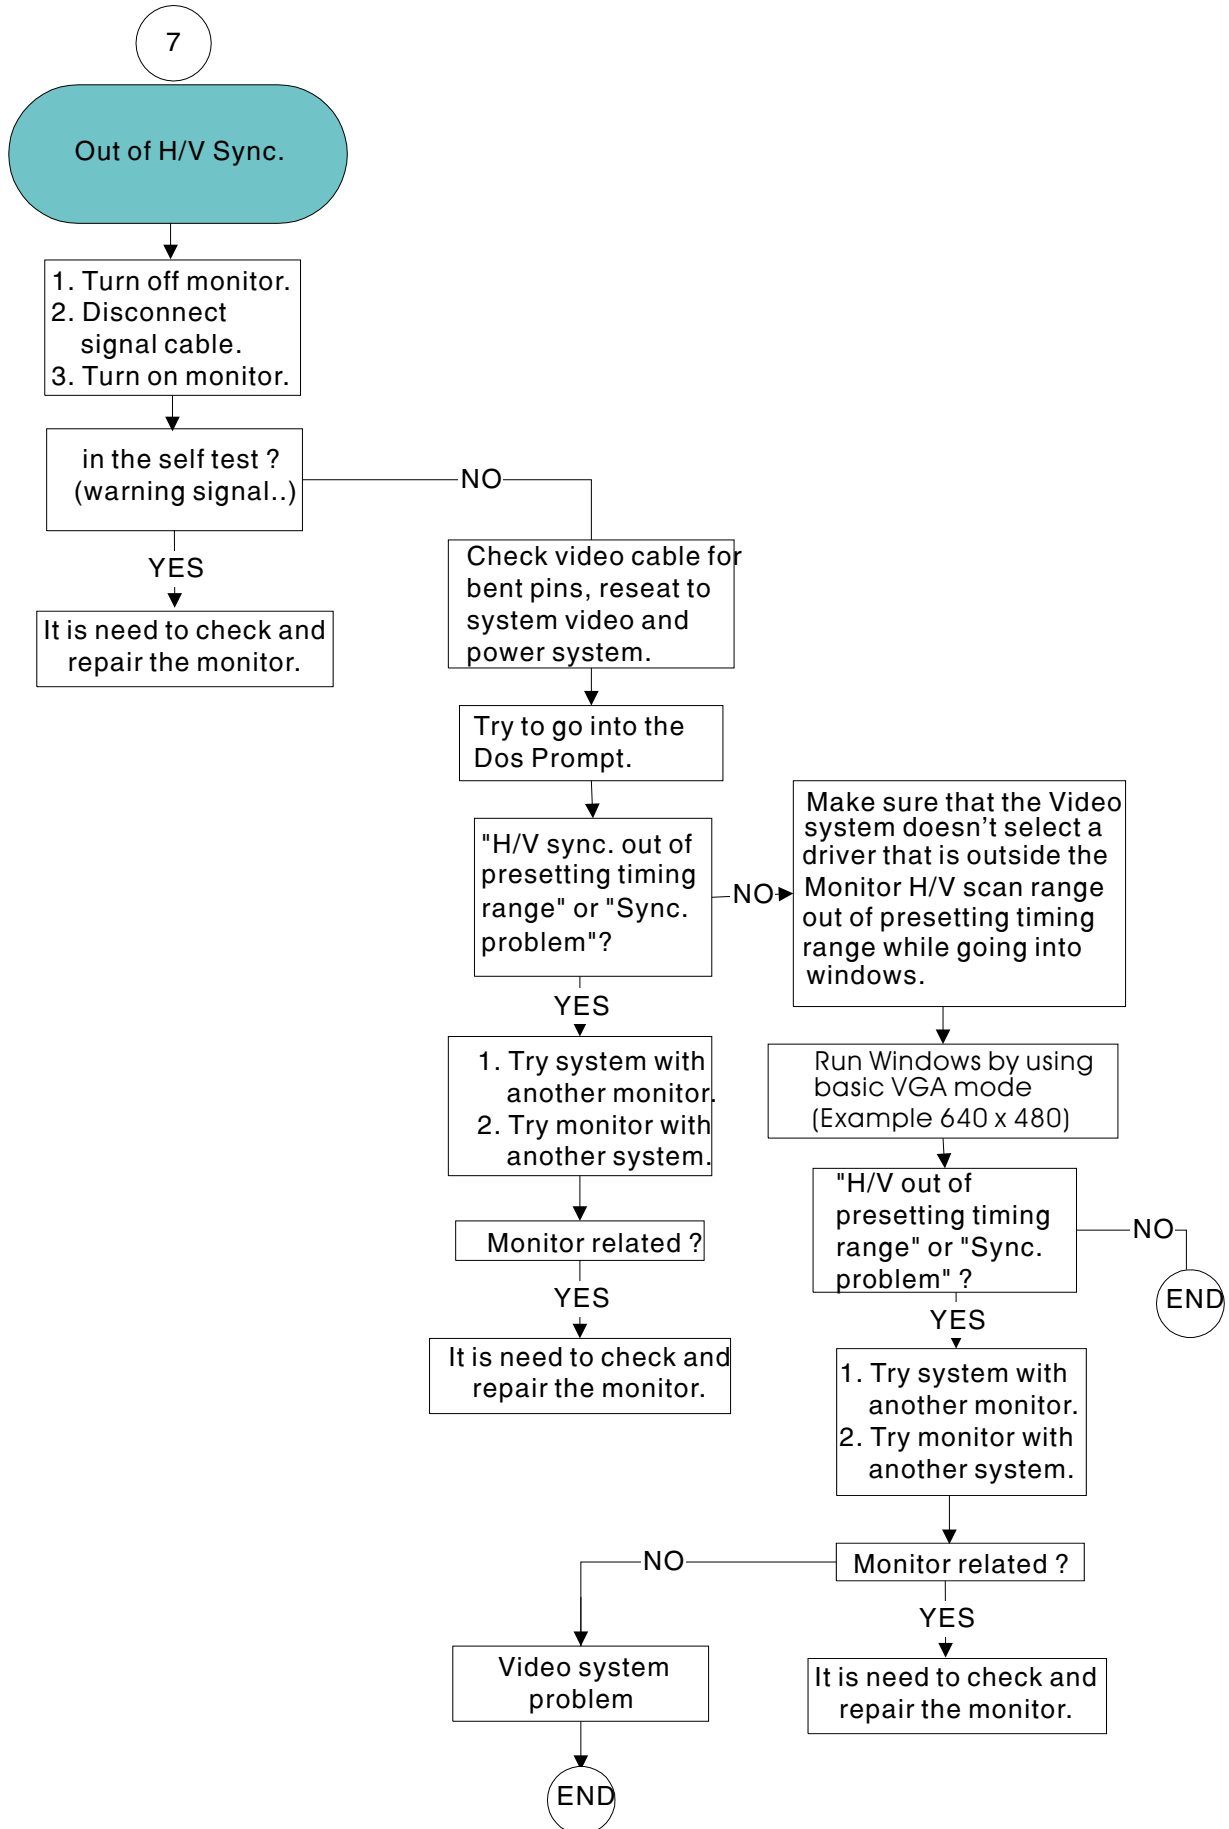 7
Out of H/V Sync.
1. Turn off monitor.
2. Disconnect
signal cable.
3. Turn on monitor.
in the self test ?
(warning signal..)
NO
YES
It is need to check and
repair the monitor.
Check video cable for
bent pins, reseat to
system video and
power system.
Try to go into the
Dos Prompt.
"H/V sync. out of
presetting timing
range" or "Sync.
problem"?
NO
Make sure that the Video
system doesn't select a
driver that is outside the
Monitor H/V scan range
out of presetting timing
range while going into
windows.
YES
1. Try system with
another monitor.
2. Try monitor with
another system.
Run Windows by using
basic VGA mode
(Example 640 x 480)
"H/V out of
presetting timing
range" or "Sync.
problem" ?
NO
END
Monitor related ?
YES
It is need to check and
repair the monitor.
YES
1. Try system with
another monitor.
2. Try monitor with
another system.
Monitor related ?
NO
YES
Video system
problem
It is need to check and
repair the monitor.
END